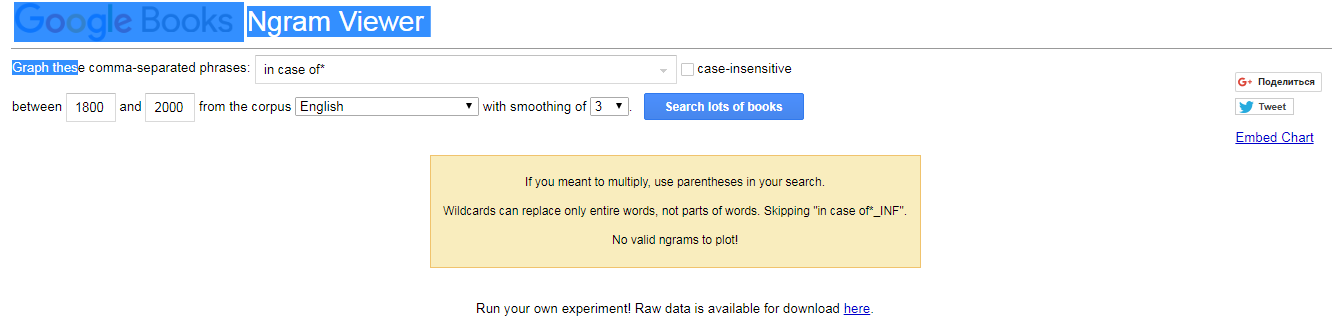 Google Books Ngram Viewer
Graph these comma-separated phrases: in case of* case-insensitive
between 1800 and 2000 from the corpus English with smoothing of 3 . Search lots of books
G+ Поделиться
Tweet
Embed Chart
If you meant to multiply, use parentheses in your search.
Wildcards can replace only entire words, not parts of words. Skipping "in case of*_INF".
No valid ngrams to plot!
Run your own experiment! Raw data is available for download here.